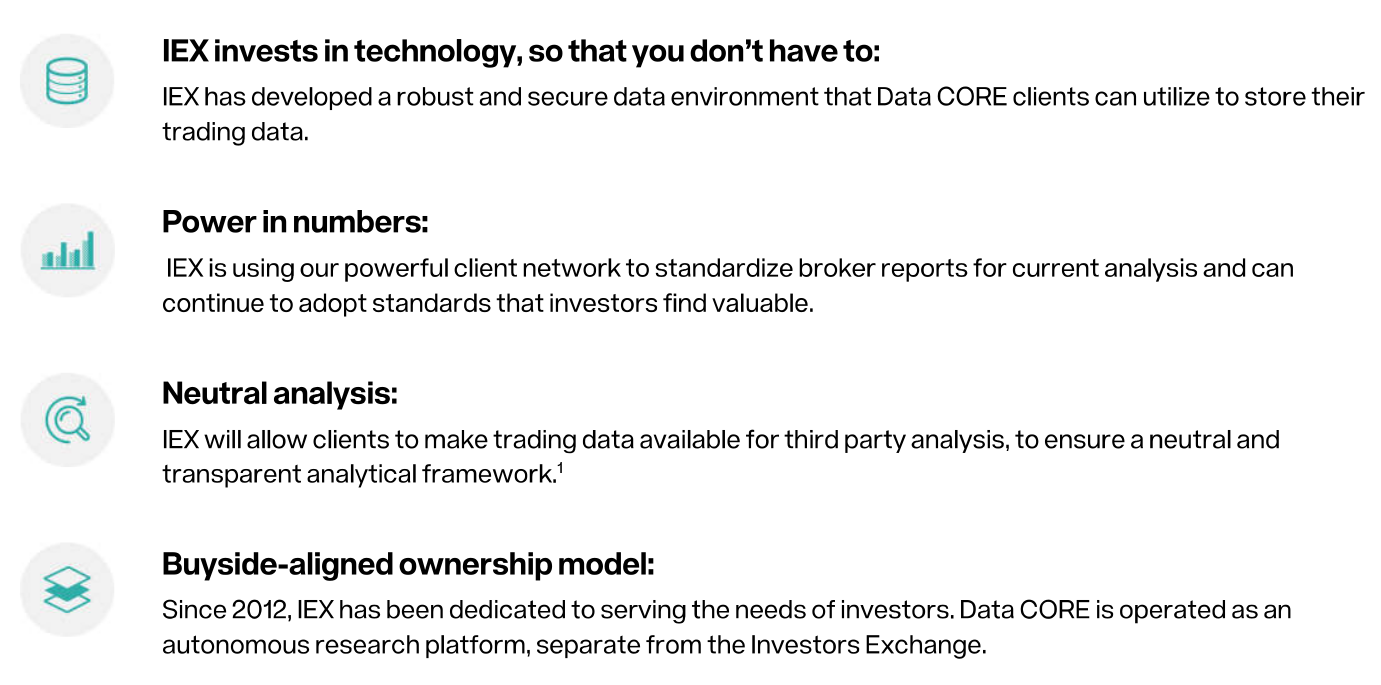 IEX invests in technology, so that you don’t have to:
IEX has developed a robust and secure data environment that Data CORE clients can utilize to store their
trading data.
Power in numbers:
IEX is using our powerful client network to standardize broker reports for current analysis and can
continue to adopt standards that investors find valuable.
Neutral analysis:
IEX will allow clients to make trading data available for third party analysis, to ensure a neutral and
transparent analytical framework.¹
Buyside-aligned ownership model:
Since 2012, IEX has been dedicated to serving the needs of investors. Data CORE is operated as an
autonomous research platform, separate from the Investors Exchange.